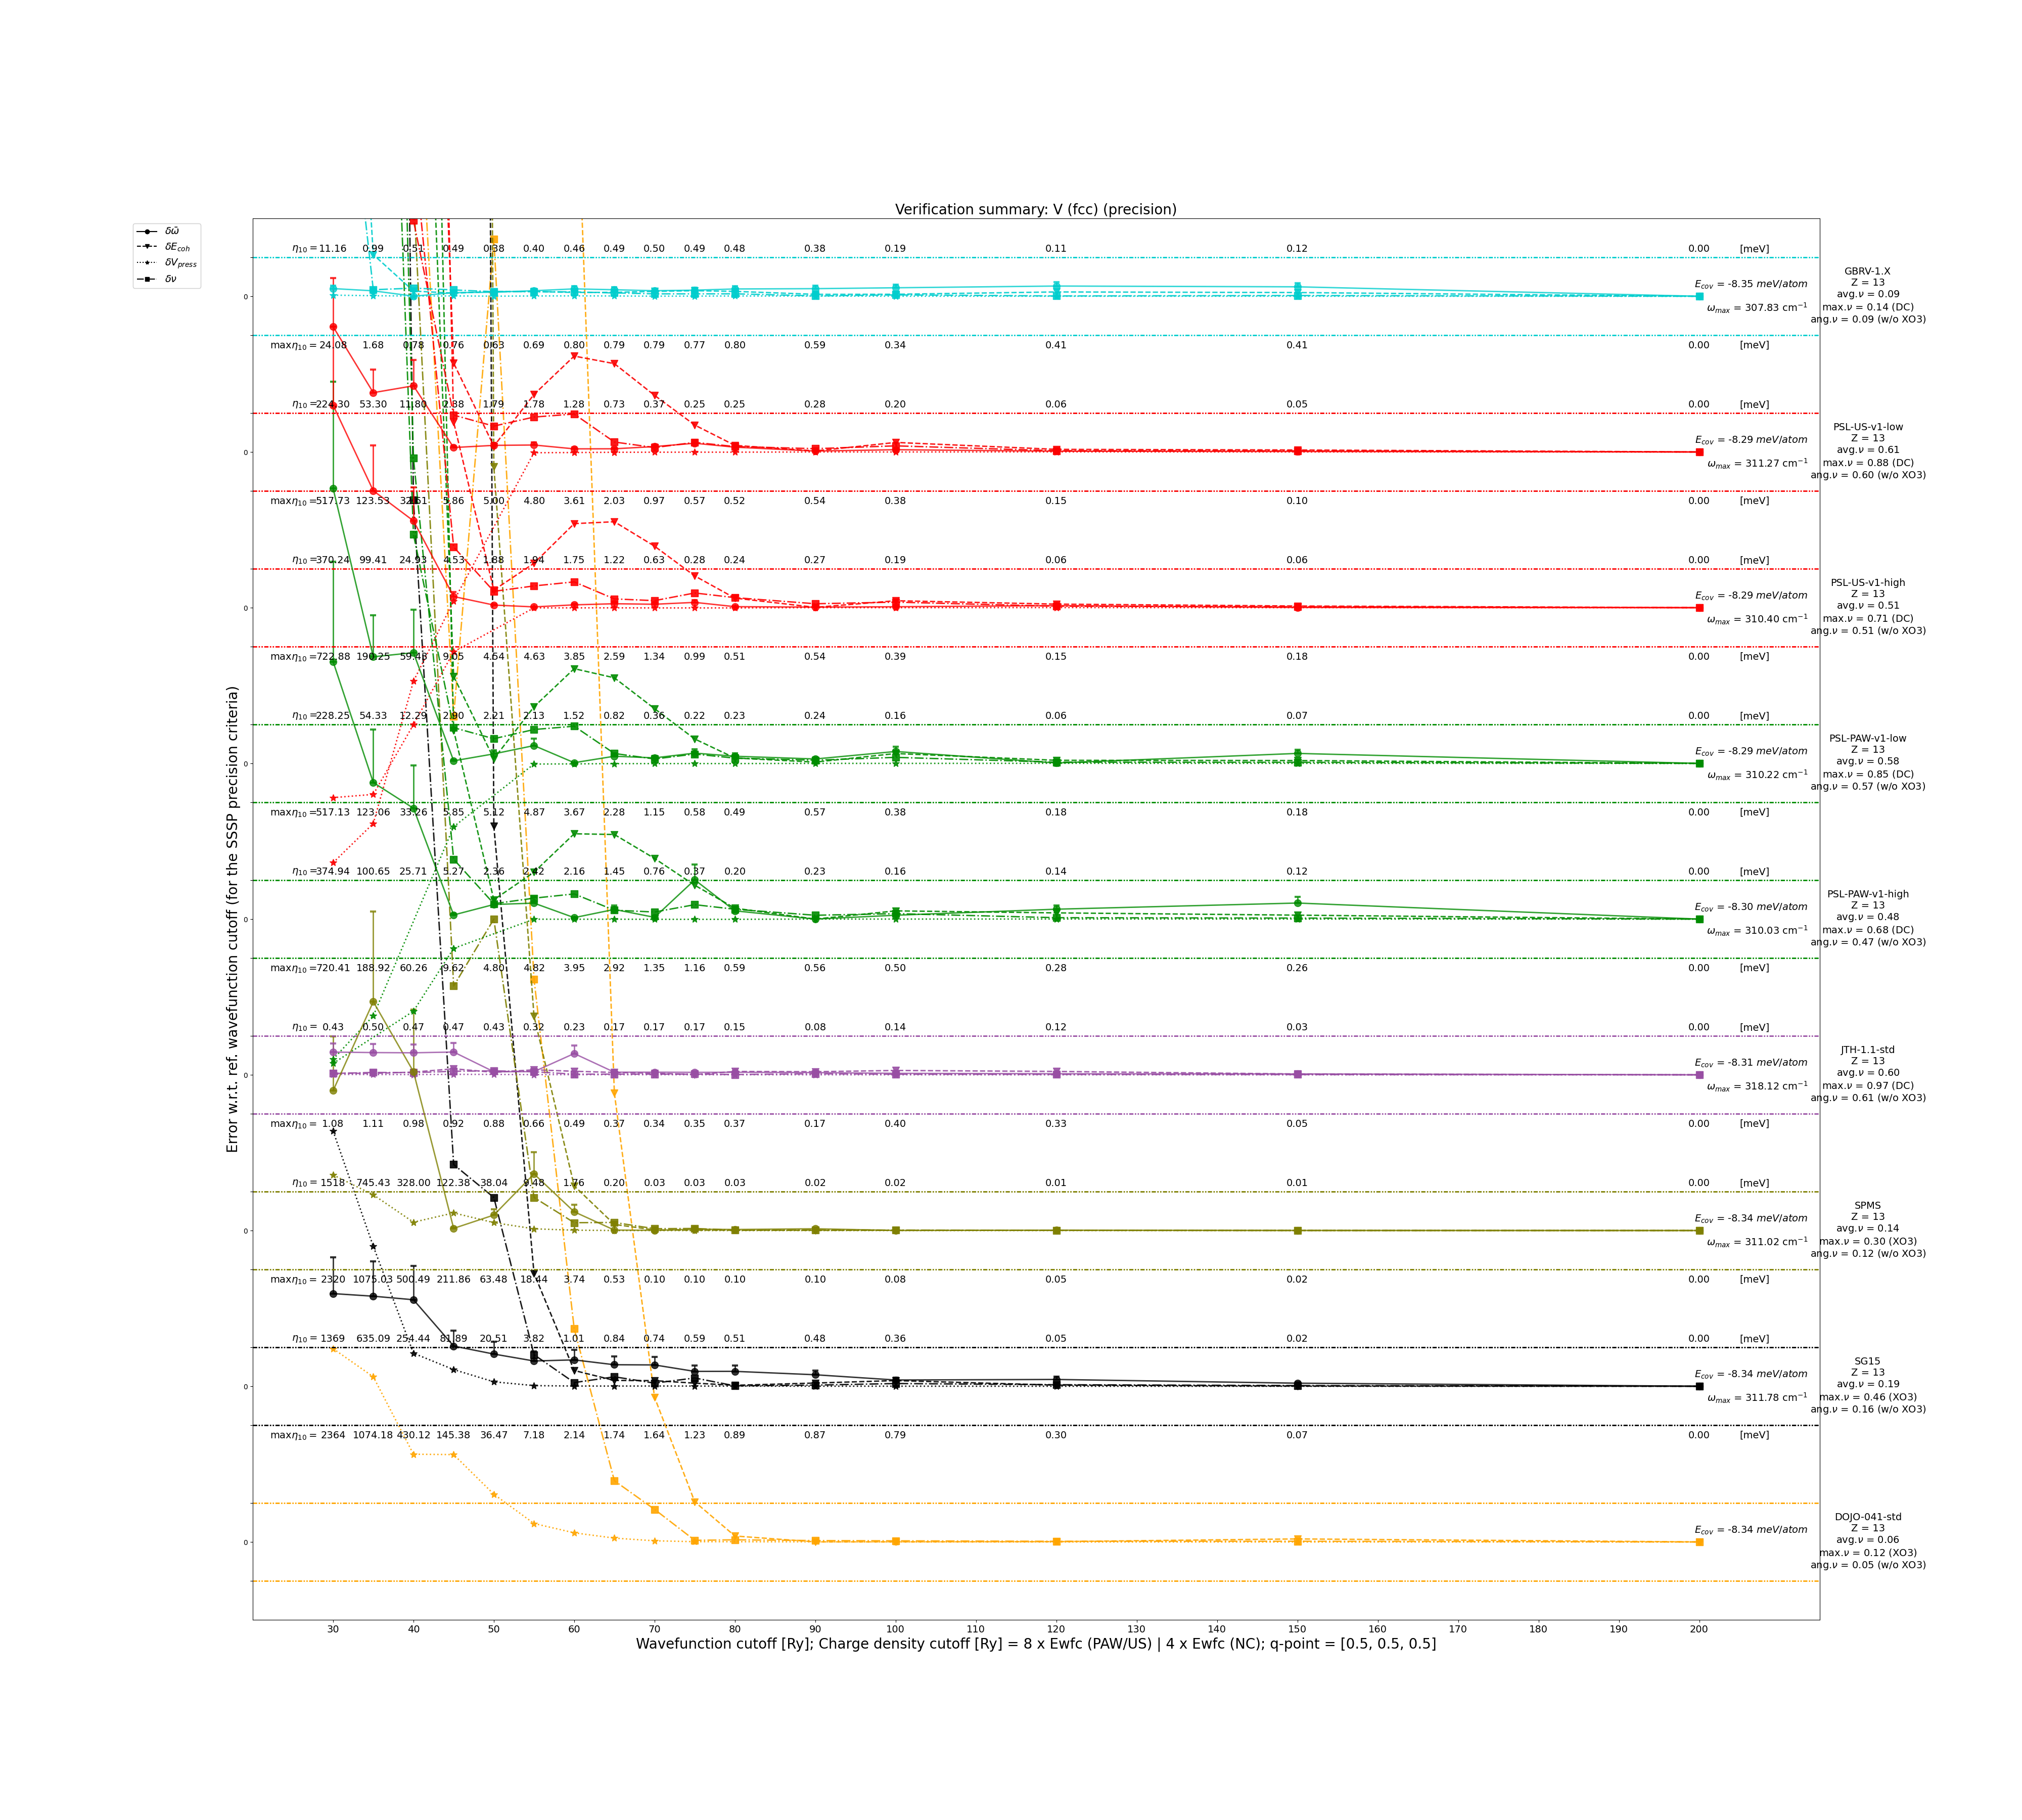 Verification summary: V (fcc) (precision)
δω̄
δE_coh
δV_press
δν
Error w.r.t. ref. wavefunction cutoff (for the SSSP precision criteria)
η10 = 11.16 0.99 0.51 0.49 0.38 0.40 0.46 0.49 0.50 0.49 0.48 0.38 0.19 0.11 0.12 0.00 [meV]
GBRV-1.X
Z = 13
avg.ν = 0.09
max.ν = 0.14 (DC)
ang.ν = 0.09 (w/o XO3)
0
E_cov = -8.35 meV/atom
ω_max = 307.83 cm⁻¹
maxη10 = 24.08 1.68 0.78 0.76 0.63 0.69 0.80 0.79 0.79 0.77 0.80 0.59 0.34 0.41 0.41 0.00 [meV]
η10 = 224.30 53.30 11.80 2.88 1.79 1.78 1.28 0.73 0.37 0.25 0.25 0.28 0.20 0.06 0.05 0.00 [meV]
PSL-US-v1-low
Z = 13
avg.ν = 0.61
max.ν = 0.88 (DC)
ang.ν = 0.60 (w/o XO3)
0
E_cov = -8.29 meV/atom
ω_max = 311.27 cm⁻¹
maxη10 = 517.73 123.53 5.86 5.00 4.80 3.61 2.03 0.97 0.57 0.52 0.54 0.38 0.15 0.10 0.00 [meV]
η10 = 370.24 99.41 24.93 4.53 1.88 1.94 1.75 1.22 0.63 0.28 0.24 0.27 0.19 0.06 0.06 0.00 [meV]
PSL-US-v1-high
Z = 13
avg.ν = 0.51
max.ν = 0.71 (DC)
ang.ν = 0.51 (w/o XO3)
0
E_cov = -8.29 meV/atom
ω_max = 310.40 cm⁻¹
maxη10 = 722.88 190.25 59.43 9.05 4.54 4.63 3.85 2.59 1.34 0.99 0.51 0.54 0.39 0.15 0.18 0.00 [meV]
η10 = 228.25 54.33 12.29 2.90 2.21 2.13 1.52 0.82 0.36 0.22 0.23 0.24 0.16 0.06 0.07 0.00 [meV]
PSL-PAW-v1-low
Z = 13
avg.ν = 0.58
max.ν = 0.85 (DC)
ang.ν = 0.57 (w/o XO3)
0
E_cov = -8.29 meV/atom
ω_max = 310.22 cm⁻¹
maxη10 = 517.13 123.06 33.26 5.85 5.12 4.87 3.67 2.28 1.15 0.58 0.49 0.57 0.38 0.18 0.18 0.00 [meV]
η10 = 374.94 100.65 25.71 5.27 2.36 2.42 2.16 1.45 0.76 0.37 0.20 0.23 0.16 0.14 0.12 0.00 [meV]
PSL-PAW-v1-high
Z = 13
avg.ν = 0.48
max.ν = 0.68 (DC)
ang.ν = 0.47 (w/o XO3)
0
E_cov = -8.30 meV/atom
ω_max = 310.03 cm⁻¹
maxη10 = 720.41 188.92 60.26 9.62 4.80 4.82 3.95 2.92 1.35 1.16 0.59 0.56 0.50 0.28 0.26 0.00 [meV]
η10 = 0.43 0.50 0.47 0.47 0.43 0.32 0.23 0.17 0.17 0.17 0.15 0.08 0.14 0.12 0.03 0.00 [meV]
JTH-1.1-std
Z = 13
avg.ν = 0.60
max.ν = 0.97 (DC)
ang.ν = 0.61 (w/o XO3)
0
E_cov = -8.31 meV/atom
ω_max = 318.12 cm⁻¹
maxη10 = 1.08 1.11 0.98 0.92 0.88 0.66 0.49 0.37 0.34 0.35 0.37 0.17 0.40 0.33 0.05 0.00 [meV]
η10 = 1518 745.43 328.00 122.38 38.04 9.48 1.76 0.20 0.03 0.03 0.03 0.02 0.02 0.01 0.01 0.00 [meV]
SPMS
Z = 13
avg.ν = 0.14
max.ν = 0.30 (XO3)
ang.ν = 0.12 (w/o XO3)
0
E_cov = -8.34 meV/atom
ω_max = 311.02 cm⁻¹
maxη10 = 2320 1075.03 500.49 211.86 63.48 18.44 3.74 0.53 0.10 0.10 0.10 0.10 0.08 0.05 0.02 0.00 [meV]
η10 = 1369 635.09 254.44 81.89 20.51 3.82 1.01 0.84 0.74 0.59 0.51 0.48 0.36 0.05 0.02 0.00 [meV]
SG15
Z = 13
avg.ν = 0.19
max.ν = 0.46 (XO3)
ang.ν = 0.16 (w/o XO3)
0
E_cov = -8.34 meV/atom
ω_max = 311.78 cm⁻¹
maxη10 = 2364 1074.18 430.12 145.38 36.47 7.18 2.14 1.74 1.64 1.23 0.89 0.87 0.79 0.30 0.07 0.00 [meV]
DOJO-041-std
Z = 13
avg.ν = 0.06
max.ν = 0.12 (XO3)
ang.ν = 0.05 (w/o XO3)
0
E_cov = -8.34 meV/atom
30 40 50 60 70 80 90 100 110 120 130 140 150 160 170 180 190 200
Wavefunction cutoff [Ry]; Charge density cutoff [Ry] = 8 x Ewfc (PAW/US) | 4 x Ewfc (NC); q-point = [0.5, 0.5, 0.5]